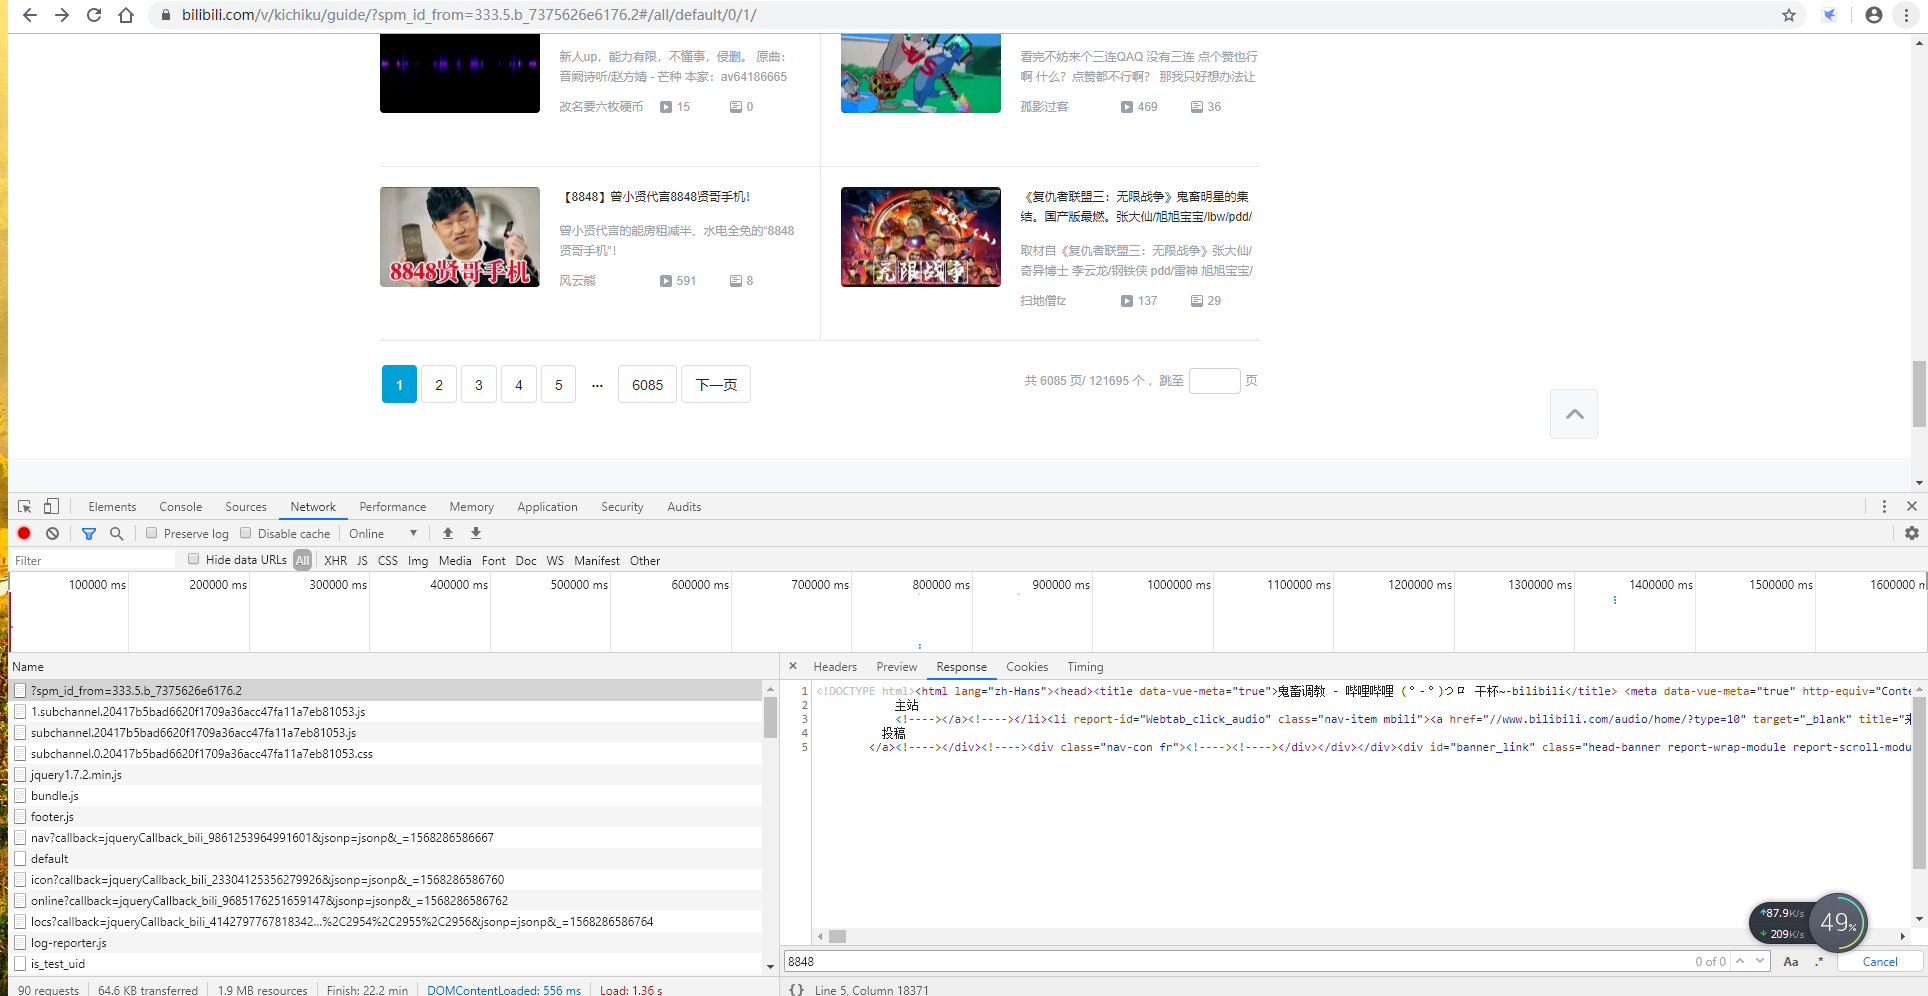 bilibili.com/v/kichiku/guide/?spm_id_from=333.5.b_7375626e6176.2#/all/default/0/1/
新人up，能力有限，不懂事，侵删。 原曲：
音阙诗听/赵方婧 - 芒种 本家：av64186665
改名要六枚硬币 15 0
看完不妨来个三连QAQ 没有三连 点个赞也行
啊 什么？点赞都不行啊？ 那我只好想办法让
孤影过客 469 36
VS
【8848】曾小贤代言8848贤哥手机！
曾小贤代言的能房租减半、水电全免的“8848
贤哥手机”！
风云熊 591 8
8848贤哥手机
《复仇者联盟三：无限战争》鬼畜明星的集
结。国产版最燃。张大仙/旭旭宝宝/lbw/pdd/
取材自《复仇者联盟三：无限战争》张大仙/
奇异博士 李云龙/钢铁侠 pdd/雷神 旭旭宝宝/
扫地僧fz 137 29
无限战争
1 2 3 4 5 ··· 6085 下一页
共 6085 页/ 121695 个， 跳至 页
Elements Console Sources Network Performance Memory Application Security Audits
Preserve log Disable cache Online
Filter Hide data URLs All XHR JS CSS Img Media Font Doc WS Manifest Other
100000 ms 200000 ms 300000 ms 400000 ms 500000 ms 600000 ms 700000 ms 800000 ms 900000 ms 1000000 ms 1100000 ms 1200000 ms 1300000 ms 1400000 ms 1500000 ms 1600000 m
Name
?spm_id_from=333.5.b_7375626e6176.2
1.subchannel.20417b5bad6620f1709a36acc47fa11a7eb81053.js
subchannel.20417b5bad6620f1709a36acc47fa11a7eb81053.js
subchannel.0.20417b5bad6620f1709a36acc47fa11a7eb81053.css
jquery1.7.2.min.js
bundle.js
footer.js
nav?callback=jqueryCallback_bili_9861253964991601&jsonp=jsonp&_=1568286586667
default
icon?callback=jqueryCallback_bili_23304125356279926&jsonp=jsonp&_=1568286586760
online?callback=jqueryCallback_bili_9685176251659147&jsonp=jsonp&_=1568286586762
locs?callback=jqueryCallback_bili_4142797767818342...%2C2954%2C2955%2C2956&jsonp=jsonp&_=1568286586764
log-reporter.js
is_test_uid
90 requests 64.6 KB transferred 1.9 MB resources Finish: 22.2 min DOMContentLoaded: 556 ms Load: 1.36 s
× Headers Preview Response Cookies Timing
1 <!DOCTYPE html><html lang="zh-Hans"><head><title data-vue-meta="true">鬼畜调教 - 哔哩哔哩 (゜-゜)つロ 干杯~-bilibili</title> <meta data-vue-meta="true" http-equiv="Conte
2 主站
3 <!----></a><!----></li><li report-id="Webtab_click_audio" class="nav-item mbili"><a href="//www.bilibili.com/audio/home/?type=10" target="_blank" title="
4 投稿
5 </a><!----></div><!----><div class="nav-con fr"><!----><!----></div></div></div><div id="banner_link" class="head-banner report-wrap-module report-scroll-modu
87.9K/s
209K/s
49%
8848 0 of 0 Aa .* Cancel
{} Line 5, Column 18371